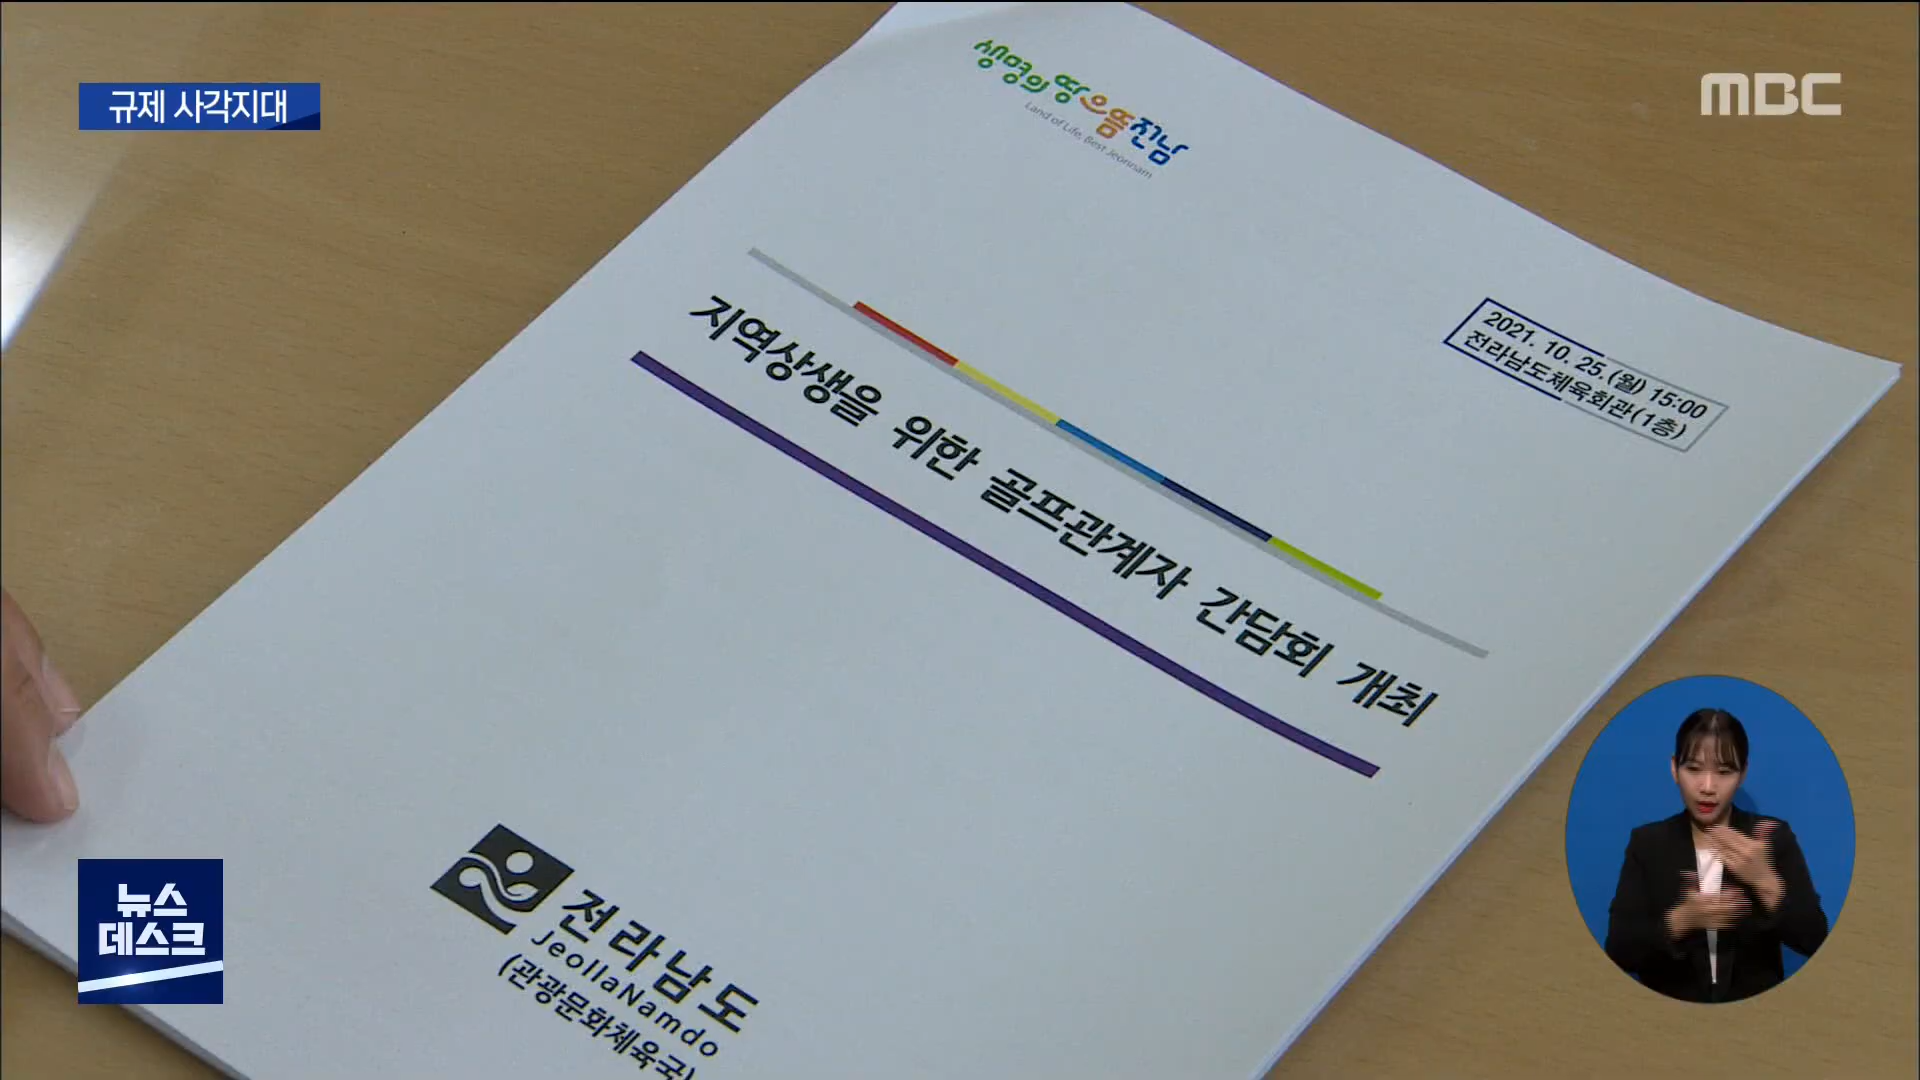 규제 사각지대
MBC
생명의 땅 으뜸 전남
Land of Life, Best Jeonnam
2021. 10. 25.(월) 15:00
전라남도체육회관(1층)
지역상생을 위한 골프관계자 간담회 개최
전라남도
JeollaNamdo
(관광문화체육국)
뉴스
데스크